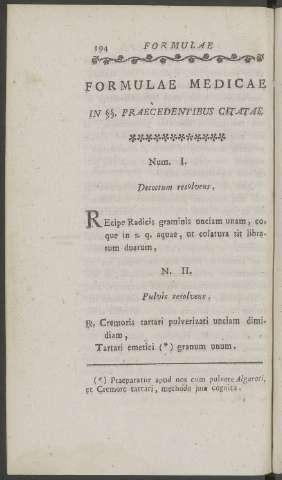 194 FORMULAE
FORMULAE MEDICAE
IN §§. PRAECEDENTIBUS CITATAE.
Num. I.
Decoctum resolvens.
REcipe Radicis graminis unciam unam, co-
que in s. q. aquae, ut colatura sit libra-
rum duarum,
N. II.
Pulvis resolvens.
℞. Cremoris tartari pulverizati unciam dimi-
diam,
Tartari emetici (*) granum unum.
(*) Praeparatur apud nos cum pulvere Algaroti,
et Cremore tartari, methodo jam cognita.